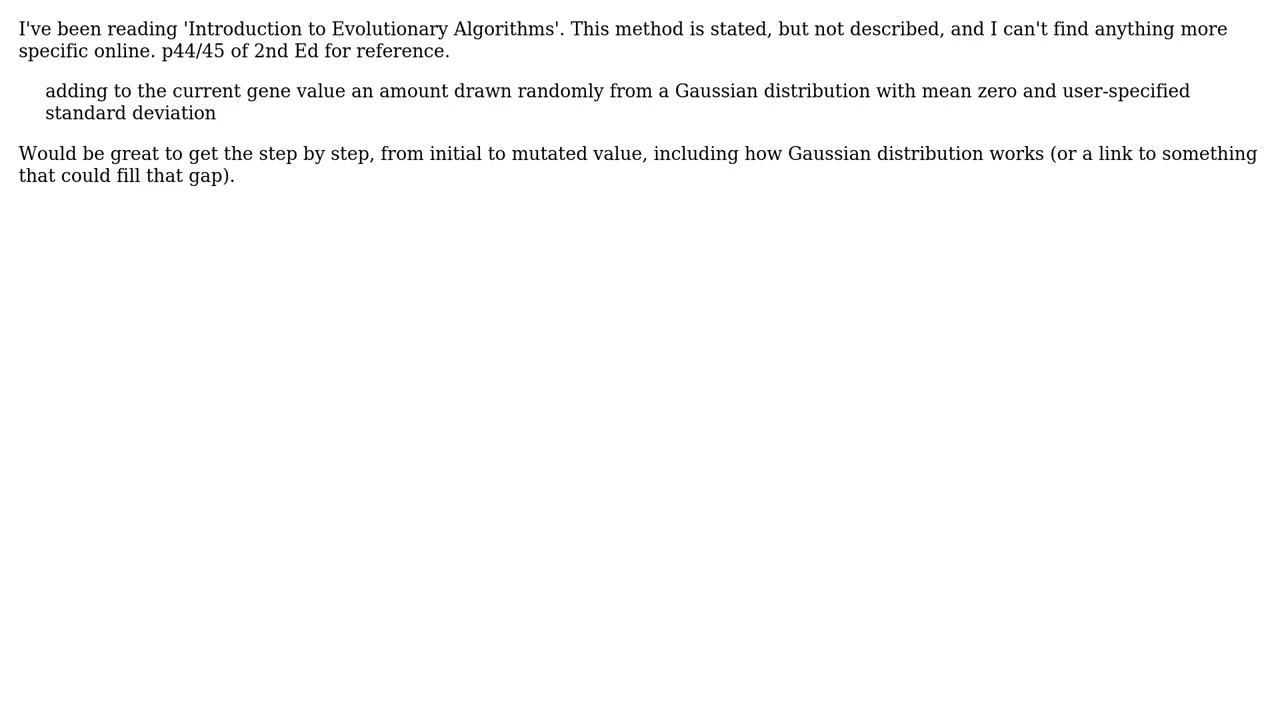 I've been reading 'Introduction to Evolutionary Algorithms'. This method is stated, but not described, and I can't find anything more
specific online. p44/45 of 2nd Ed for reference.
adding to the current gene value an amount drawn randomly from a Gaussian distribution with mean zero and user-specified
standard deviation
Would be great to get the step by step, from initial to mutated value, including how Gaussian distribution works (or a link to something
that could fill that gap).